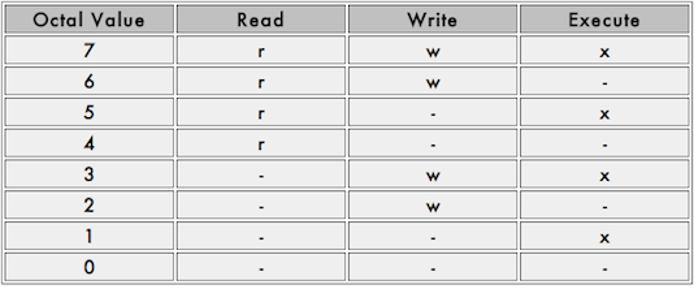 Octal Value Read Write Execute
7 r w x
6 r w -
5 r - x
4 r - -
3 - w x
2 - w -
1 - - x
0 - - -